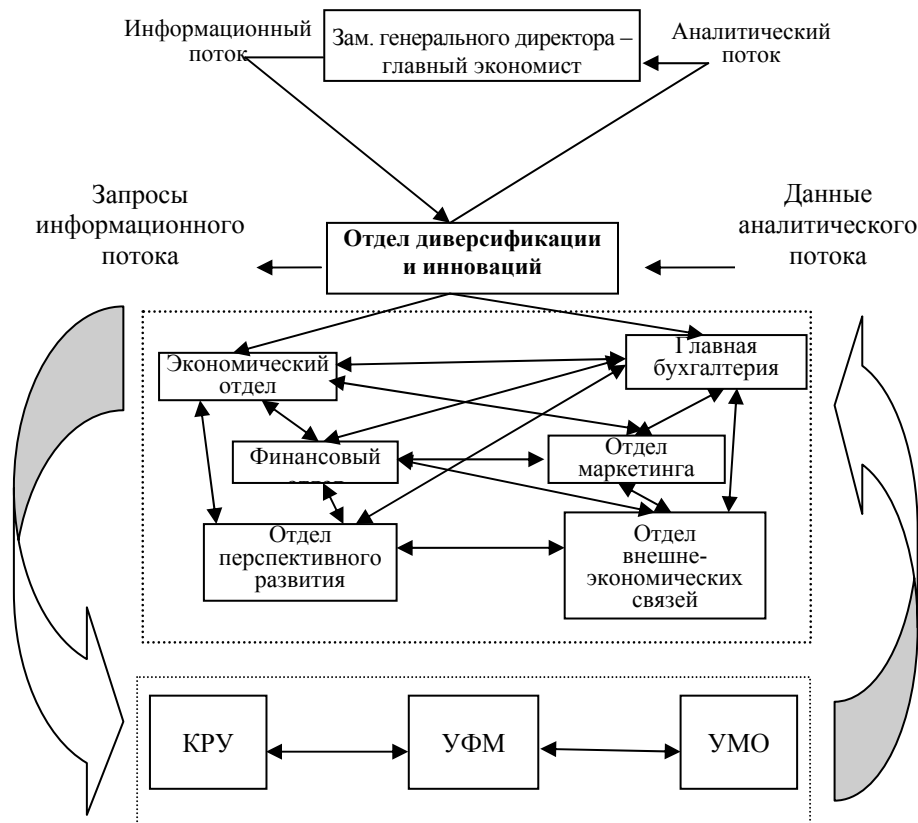 Информационный
поток
Зам. генерального директора –
главный экономист
Аналитический
поток
Запросы
информационного
потока
Отдел диверсификации
и инноваций
Данные
аналитического
потока
Экономический
отдел
Главная
бухгалтерия
Финансовый
Отдел
маркетинга
Отдел
перспективного
развития
Отдел
внешне-
экономических
связей
КРУ
УФМ
УМО